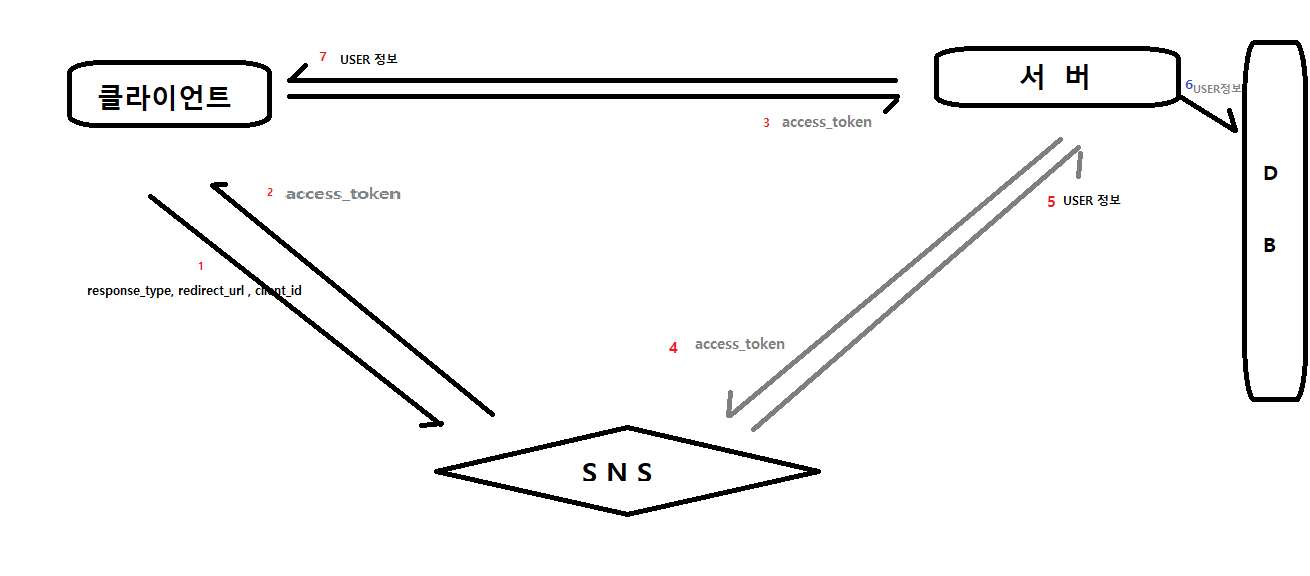 7 USER 정보
클라이언트
서 버
6 USER정보
3 access_token
D
B
2 access_token
5 USER 정보
1
response_type, redirect_url , client_id
4 access_token
S N S